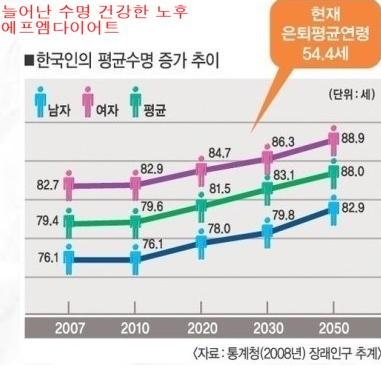 늘어난 수명 건강한 노후
에프엠다이어트
현재
은퇴평균연령
54.4세
■한국인의 평균수명 증가 추이
남자 여자 평균
(단위 : 세)
82.7 82.9 84.7 86.3 88.9
79.4 79.6 81.5 83.1 88.0
76.1 76.1 78.0 79.8 82.9
2007 2010 2020 2030 2050
〈자료 : 통계청(2008년) 장래인구 추계〉